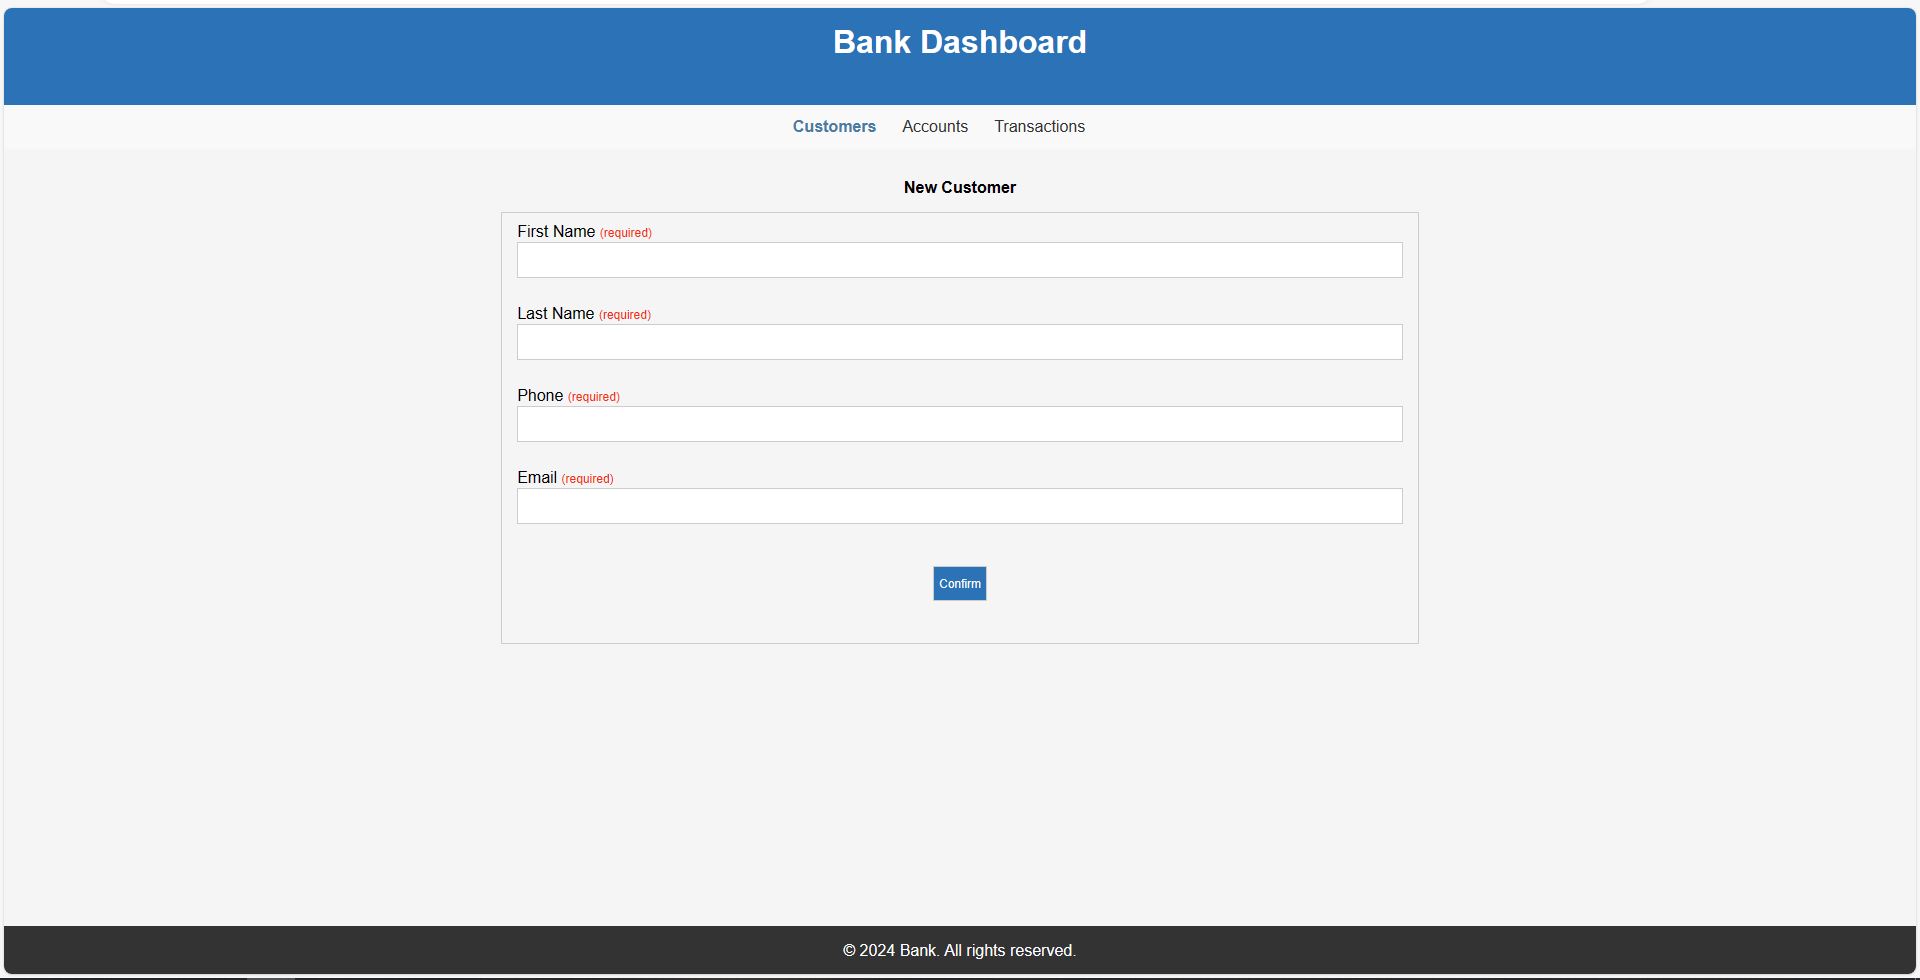 Bank Dashboard
Customers Accounts Transactions
New Customer
First Name (required)
Last Name (required)
Phone (required)
Email (required)
Confirm
© 2024 Bank. All rights reserved.